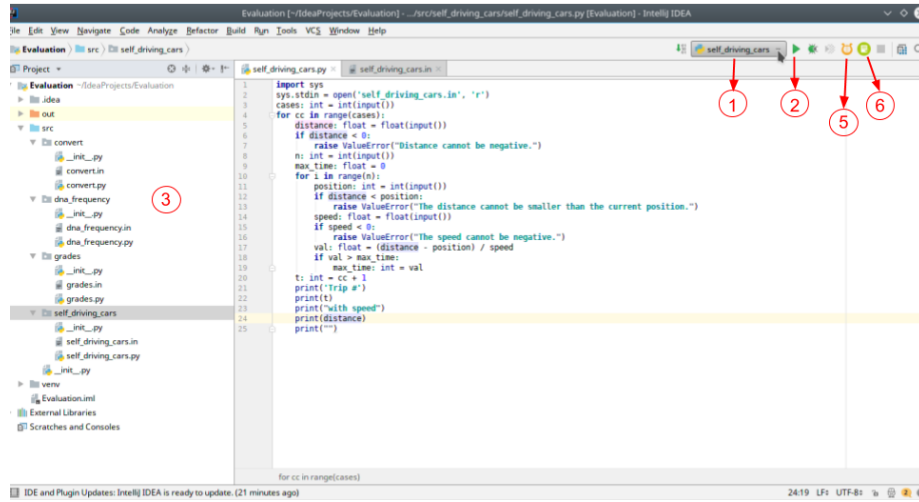 Evaluation [~/IdeaProjects/Evaluation] - .../src/self_driving_cars/self_driving_cars.py [Evaluation] - IntelliJ IDEA
File Edit View Navigate Code Analyze Refactor Build Run Tools VCS Window Help
Evaluation src self_driving_cars self_driving_cars
1 2 5 6
Project self_driving_cars.py self_driving_cars.in
Evaluation ~/IdeaProjects/Evaluation
.idea
out
src
convert
__init__.py
convert.in
convert.py
3
dna_frequency
__init__.py
dna_frequency.in
dna_frequency.py
grades
__init__.py
grades.in
grades.py
self_driving_cars
__init__.py
self_driving_cars.in
self_driving_cars.py
__init__.py
venv
Evaluation.iml
External Libraries
Scratches and Consoles
1 import sys
2 sys.stdin = open('self_driving_cars.in', 'r')
3 cases: int = int(input())
4 for cc in range(cases):
5 distance: float = float(input())
6 if distance < 0:
7 raise ValueError("Distance cannot be negative.")
8 n: int = int(input())
9 max_time: float = 0
10 for i in range(n):
11 position: int = int(input())
12 if distance < position:
13 raise ValueError("The distance cannot be smaller than the current position.")
14 speed: float = float(input())
15 if speed < 0:
16 raise ValueError("The speed cannot be negative.")
17 val: float = (distance - position) / speed
18 if val > max_time:
19 max_time: int = val
20 t: int = cc + 1
21 print('Trip #')
22 print(t)
23 print("with speed")
24 print(distance)
25 print("")
for cc in range(cases)
IDE and Plugin Updates: IntelliJ IDEA is ready to update. (21 minutes ago) 24:19 LF÷ UTF-8÷